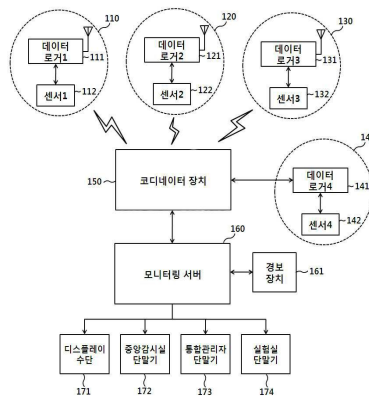 110
데이터
로거1
111
센서1
112
120
데이터
로거2
121
센서2
122
130
데이터
로거3
131
센서3
132
150
코디네이터 장치
14
데이터
로거4
141
센서4
142
160
모니터링 서버
경보
장치
161
디스플레이
수단
171
중앙감시실
단말기
172
통합관리자
단말기
173
실험실
단말기
174